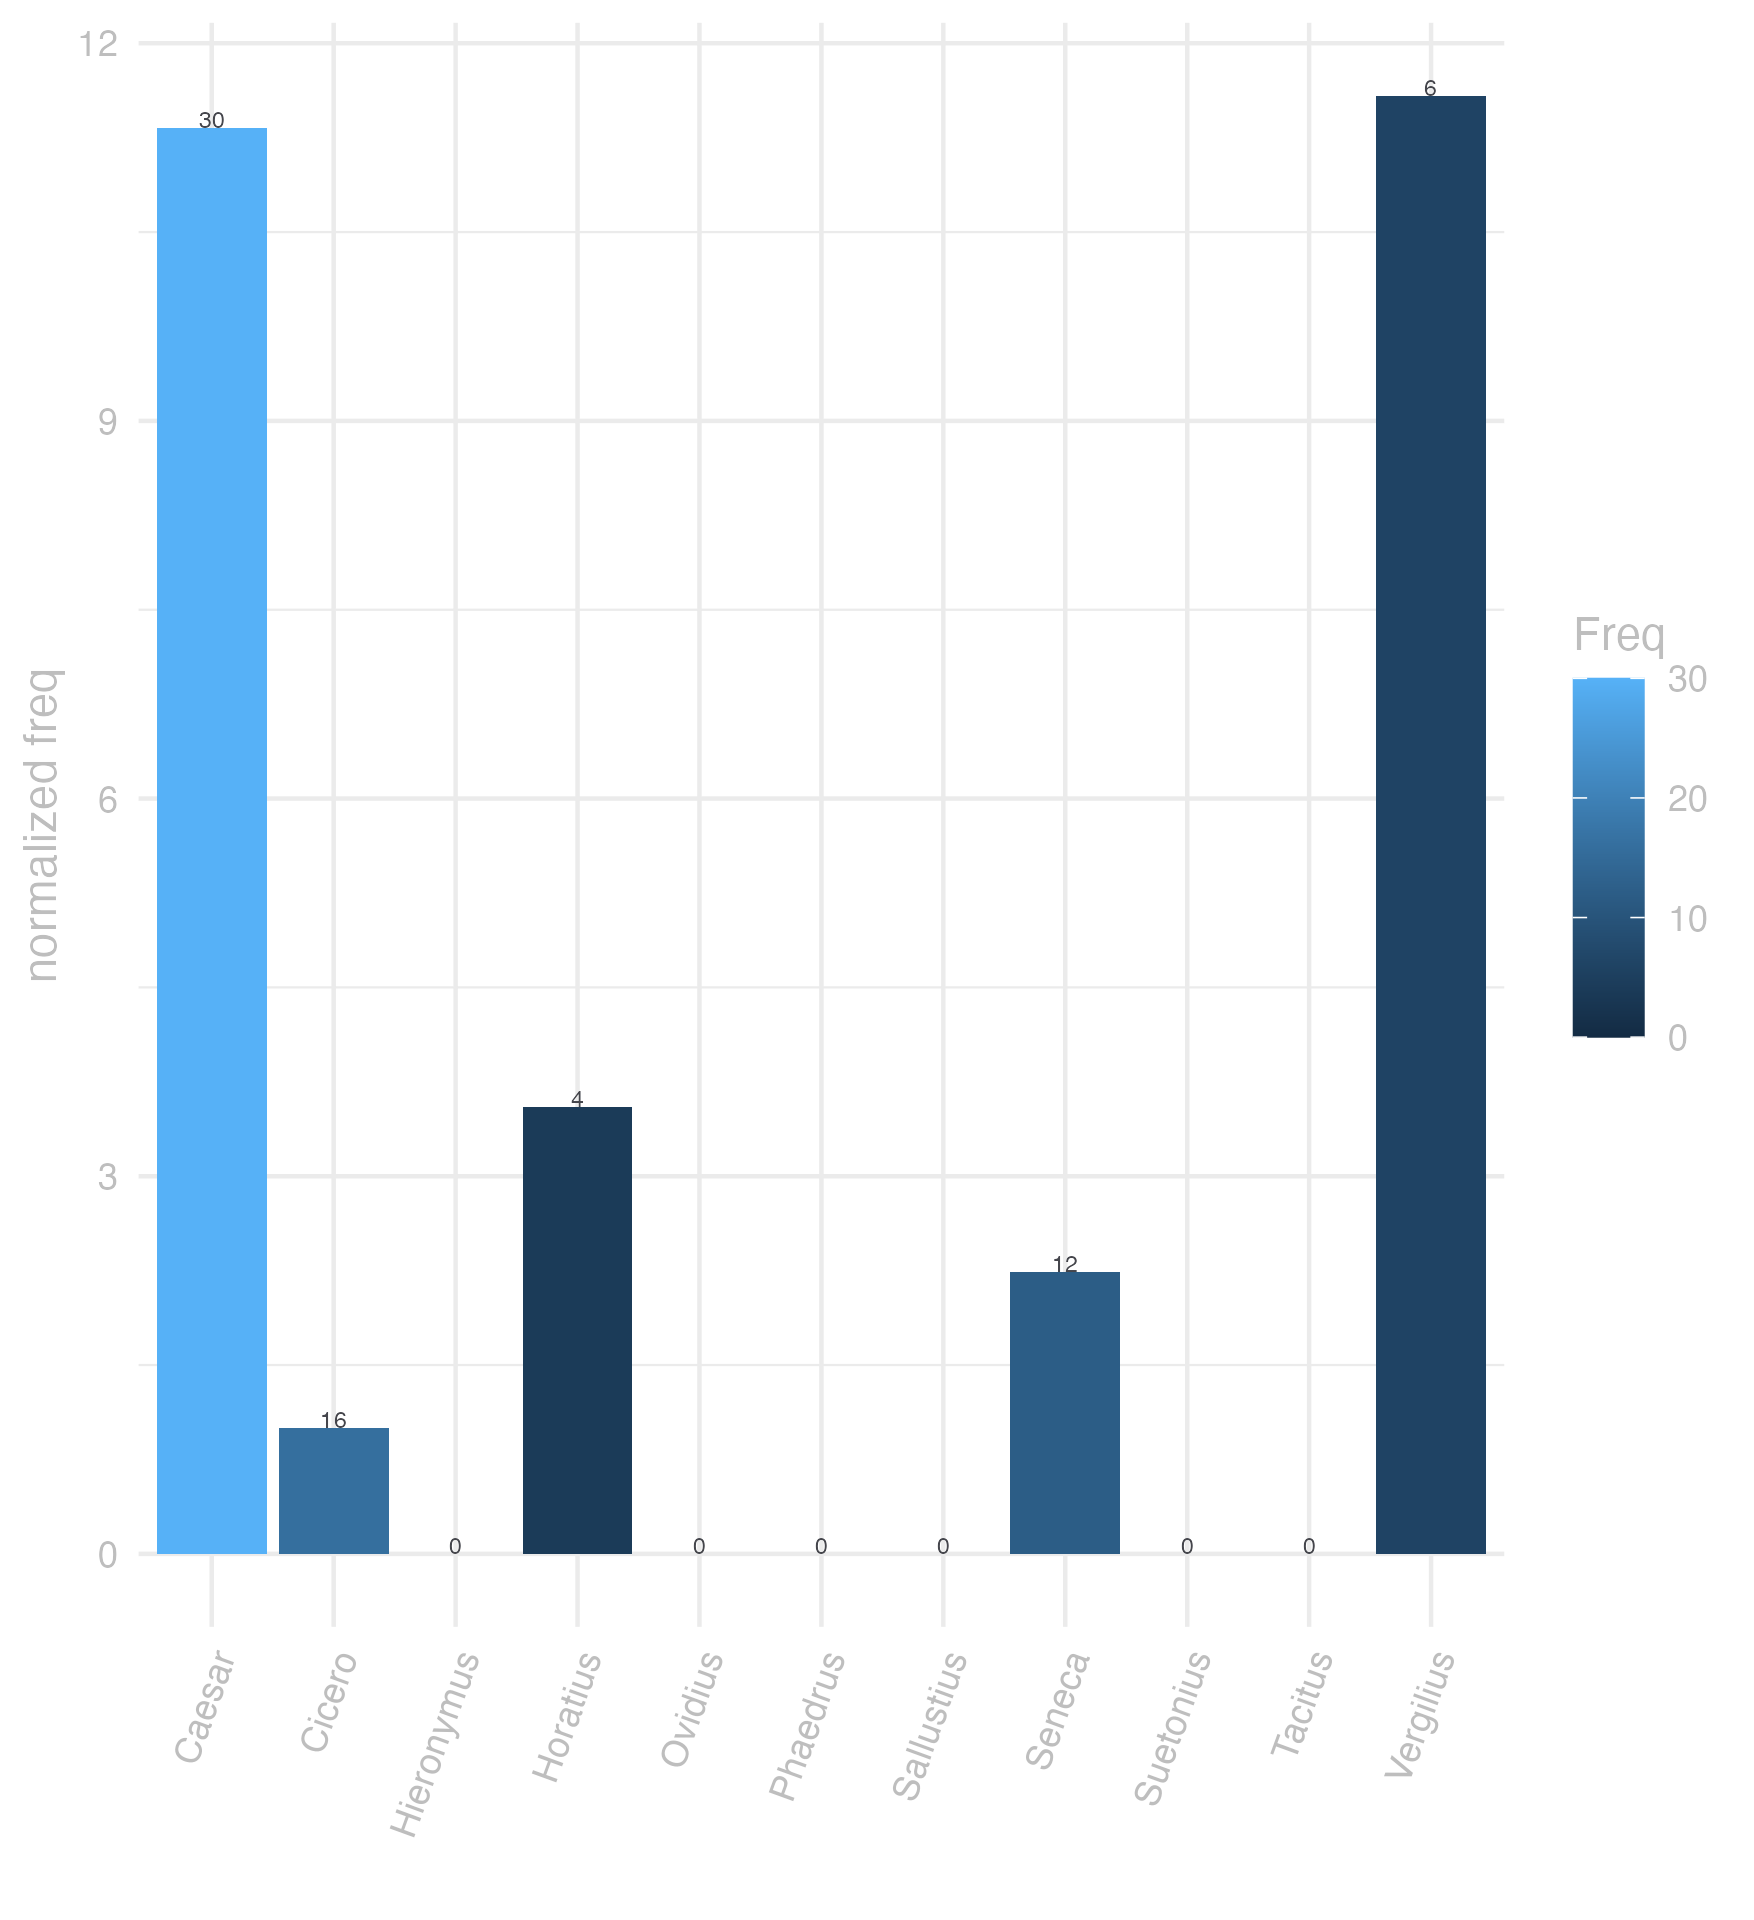 12
9
6
3
0
normalized freq
30
16
0
4
0
0
0
12
0
0
6
Caesar
Cicero
Hieronymus
Horatius
Ovidius
Phaedrus
Sallustius
Seneca
Suetonius
Tacitus
Vergilius
Freq
30
20
10
0